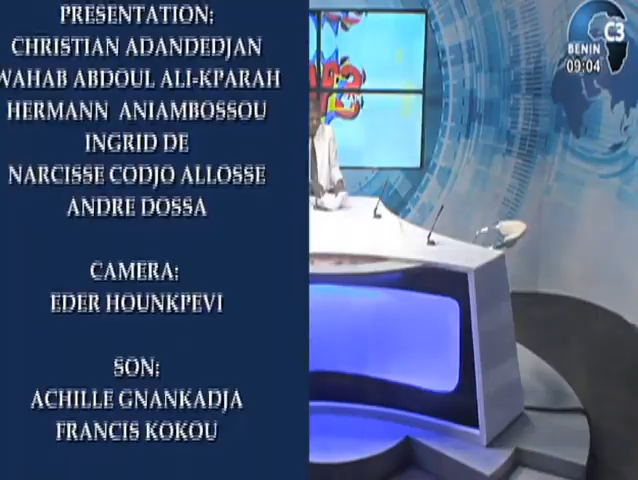 PRESENTATION:
CHRISTIAN ADANDEDJAN
WAHAB ABDOUL ALI-KPARAH
HERMANN ANIAMBOSSOU
INGRID DE
NARCISSE CODJO ALLOSSE
ANDRE DOSSA
CAMERA:
EDER HOUNKPEVI
SON:
ACHILLE GNANKADJA
FRANCIS KOKOU
C3
BENIN
09:04